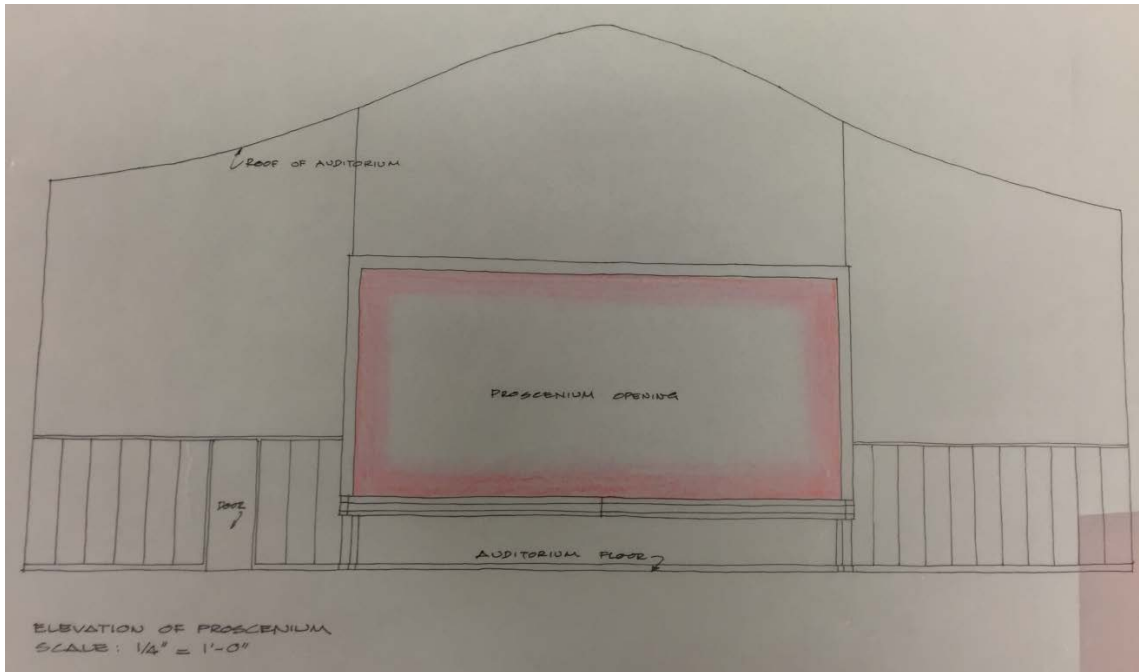 ROOF OF AUDITORIUM
PROSCENIUM OPENING
DOOR
AUDITORIUM FLOOR
ELEVATION OF PROSCENIUM
SCALE: 1/4" = 1'-0"